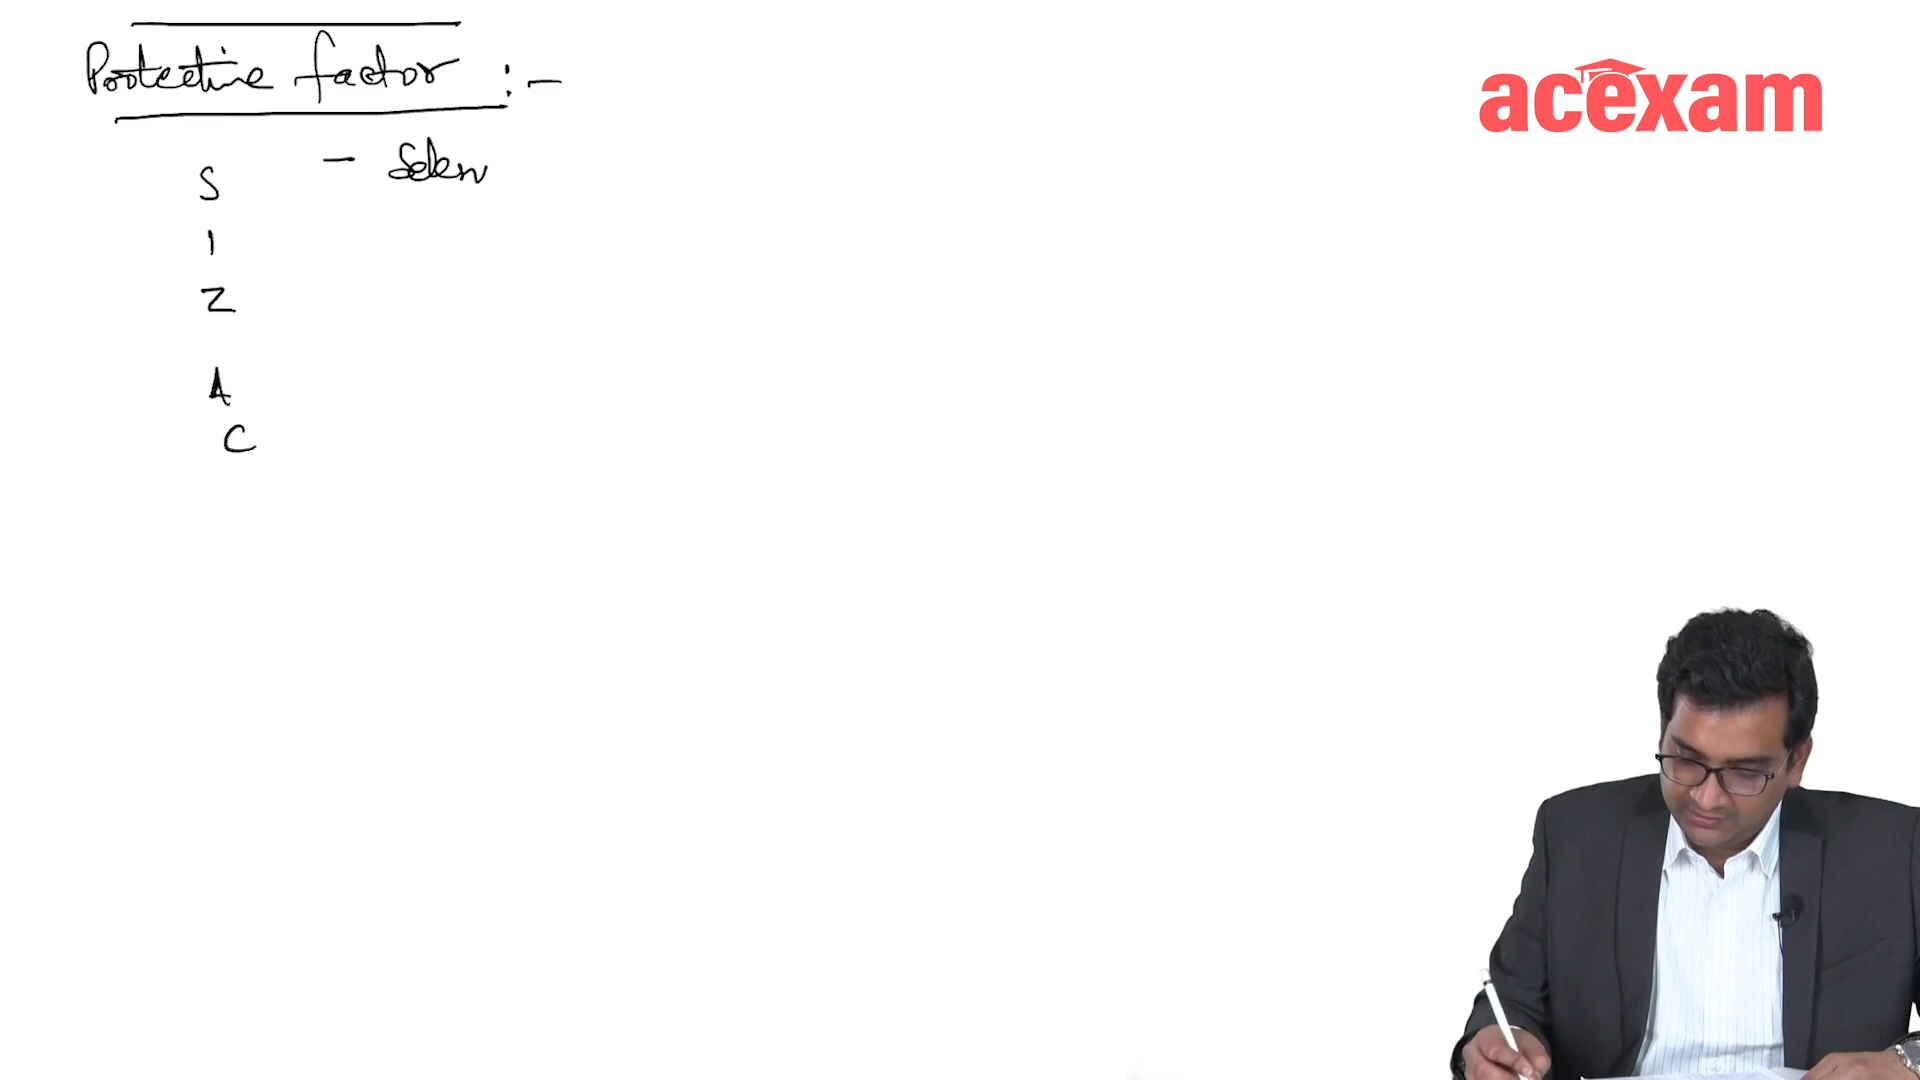 Protective factor :-
acexam
S - Selen
I
Z
A
C